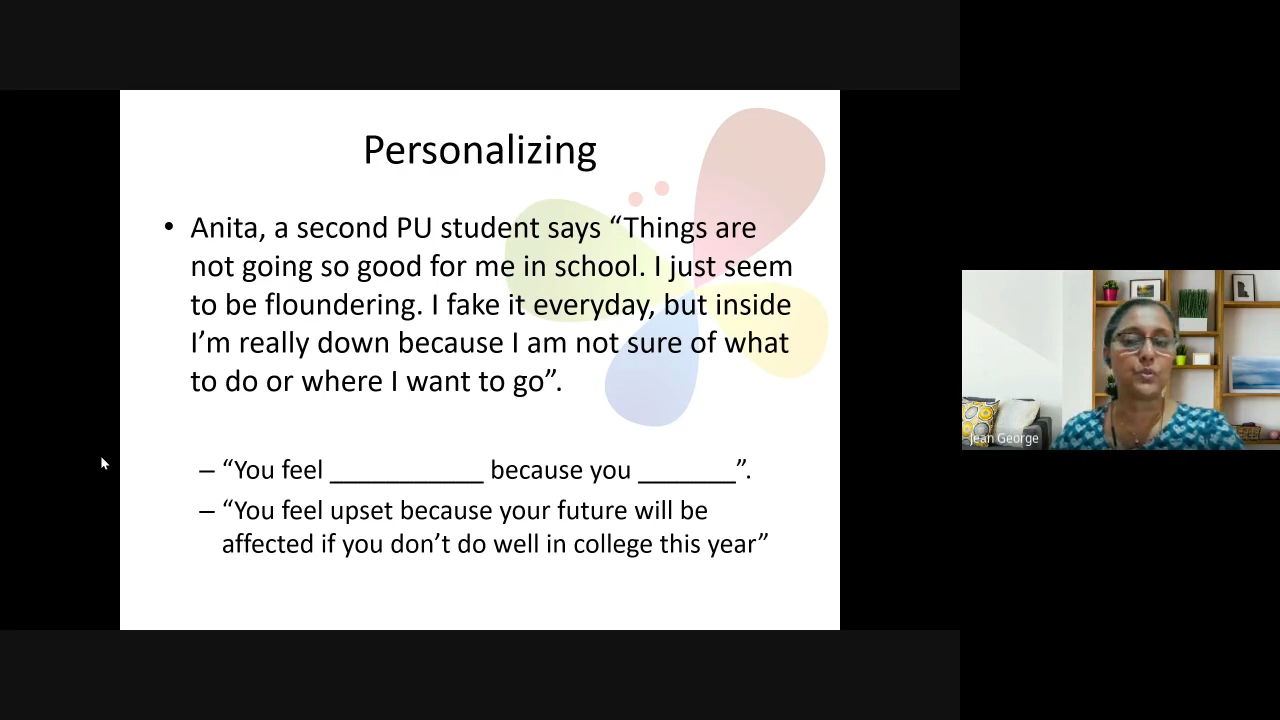 Personalizing
• Anita, a second PU student says “Things are
not going so good for me in school. I just seem
to be floundering. I fake it everyday, but inside
I’m really down because I am not sure of what
to do or where I want to go”.
– “You feel ___________ because you _______”.
– “You feel upset because your future will be
affected if you don’t do well in college this year”
Jean George